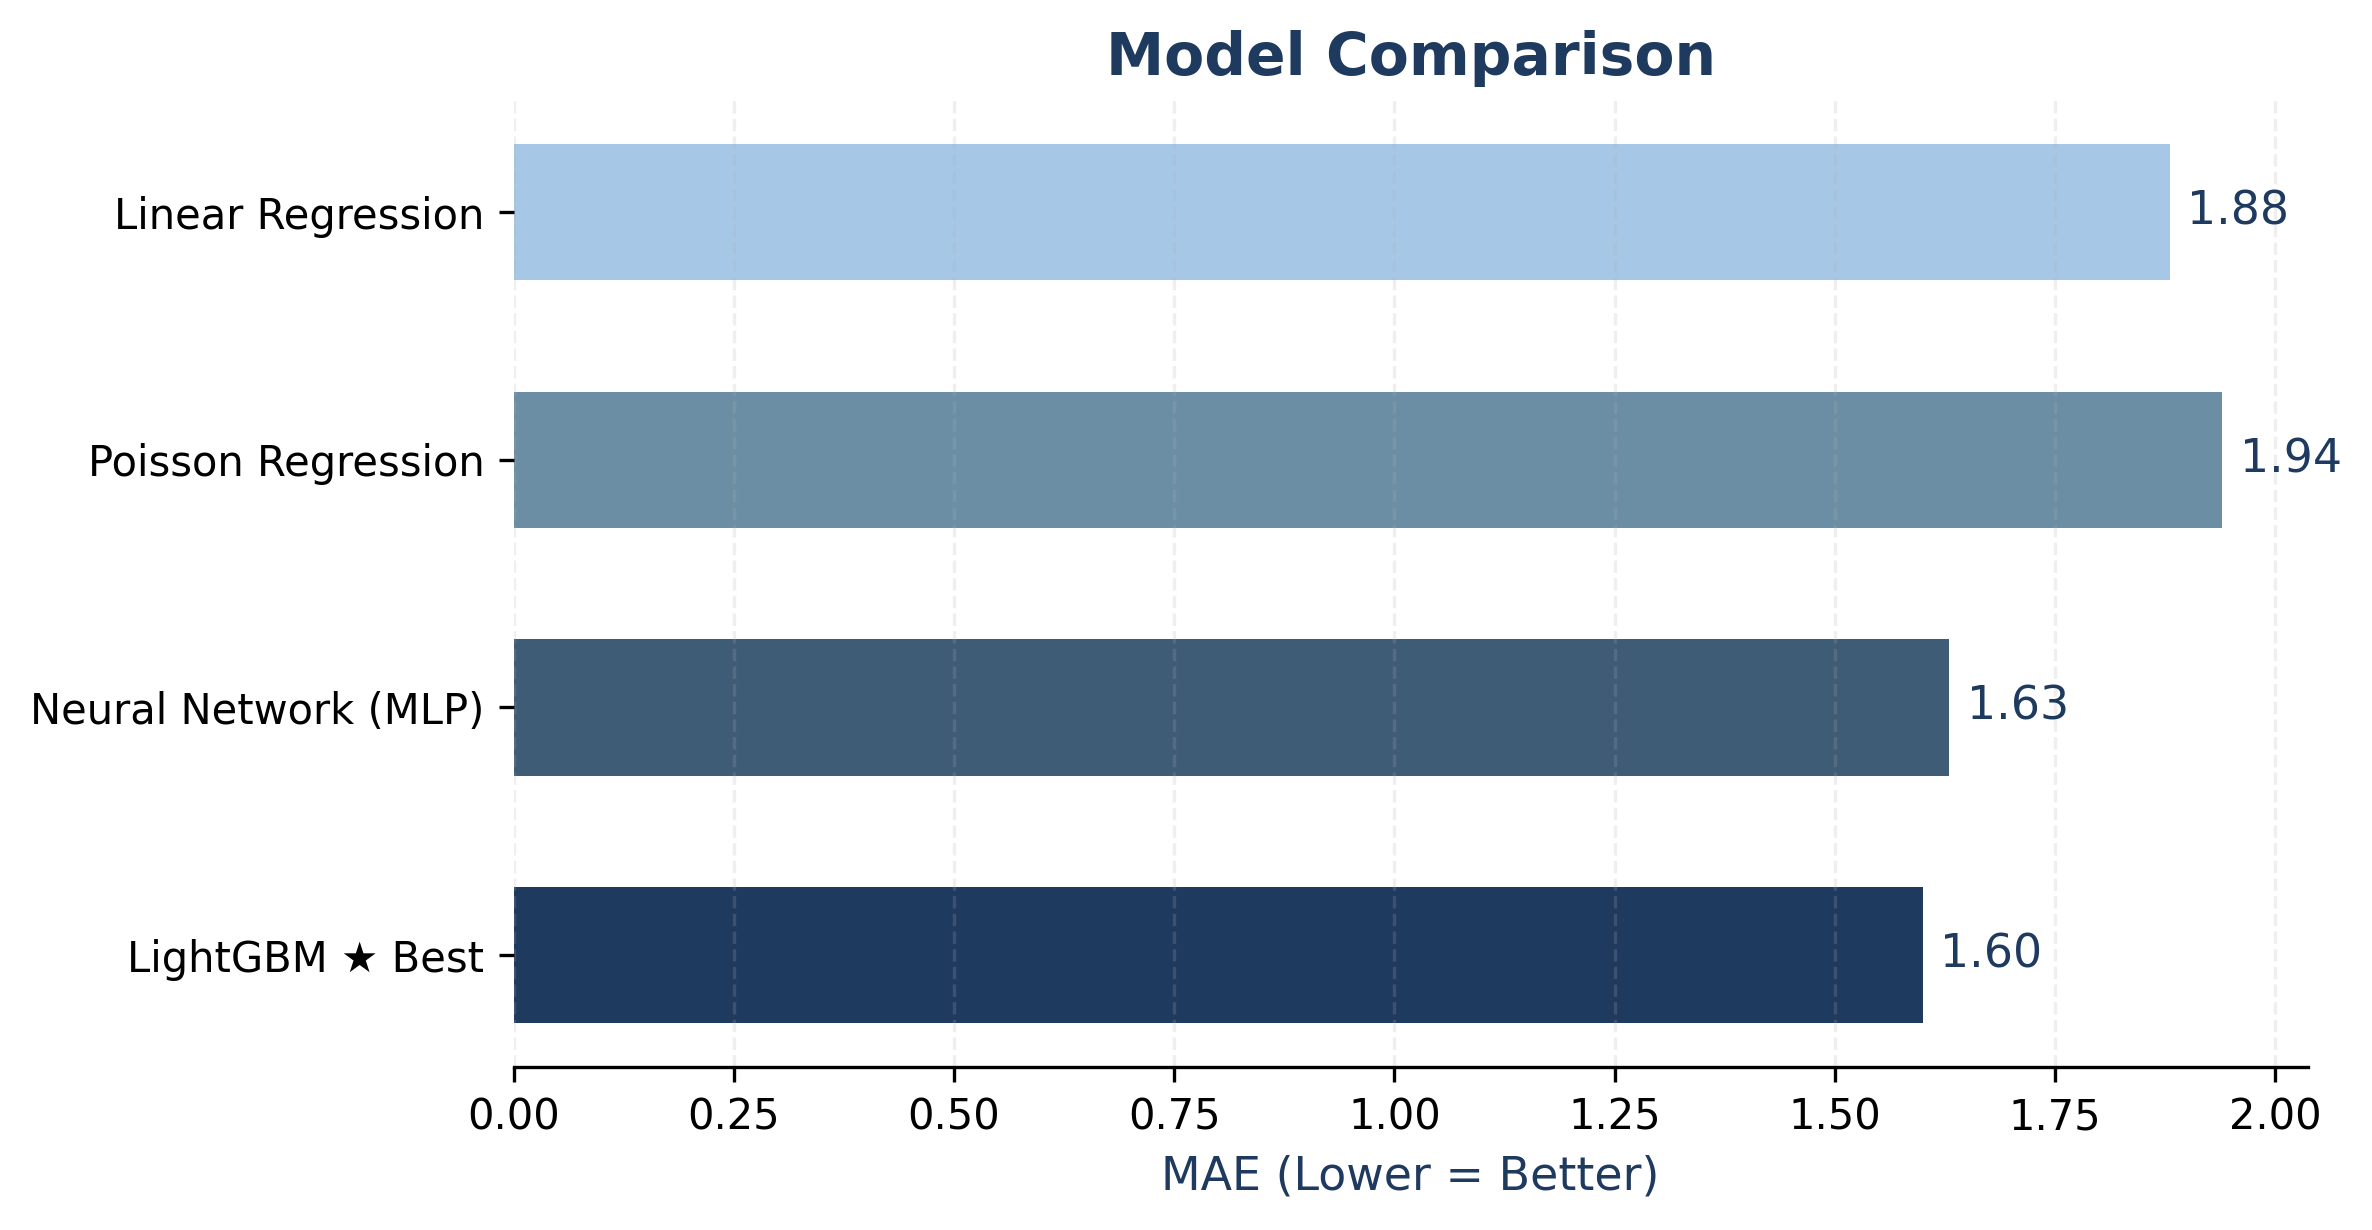 Model Comparison
Linear Regression
1.88
Poisson Regression
1.94
Neural Network (MLP)
1.63
LightGBM ★ Best
1.60
0.00 0.25 0.50 0.75 1.00 1.25 1.50 1.75 2.00
MAE (Lower = Better)